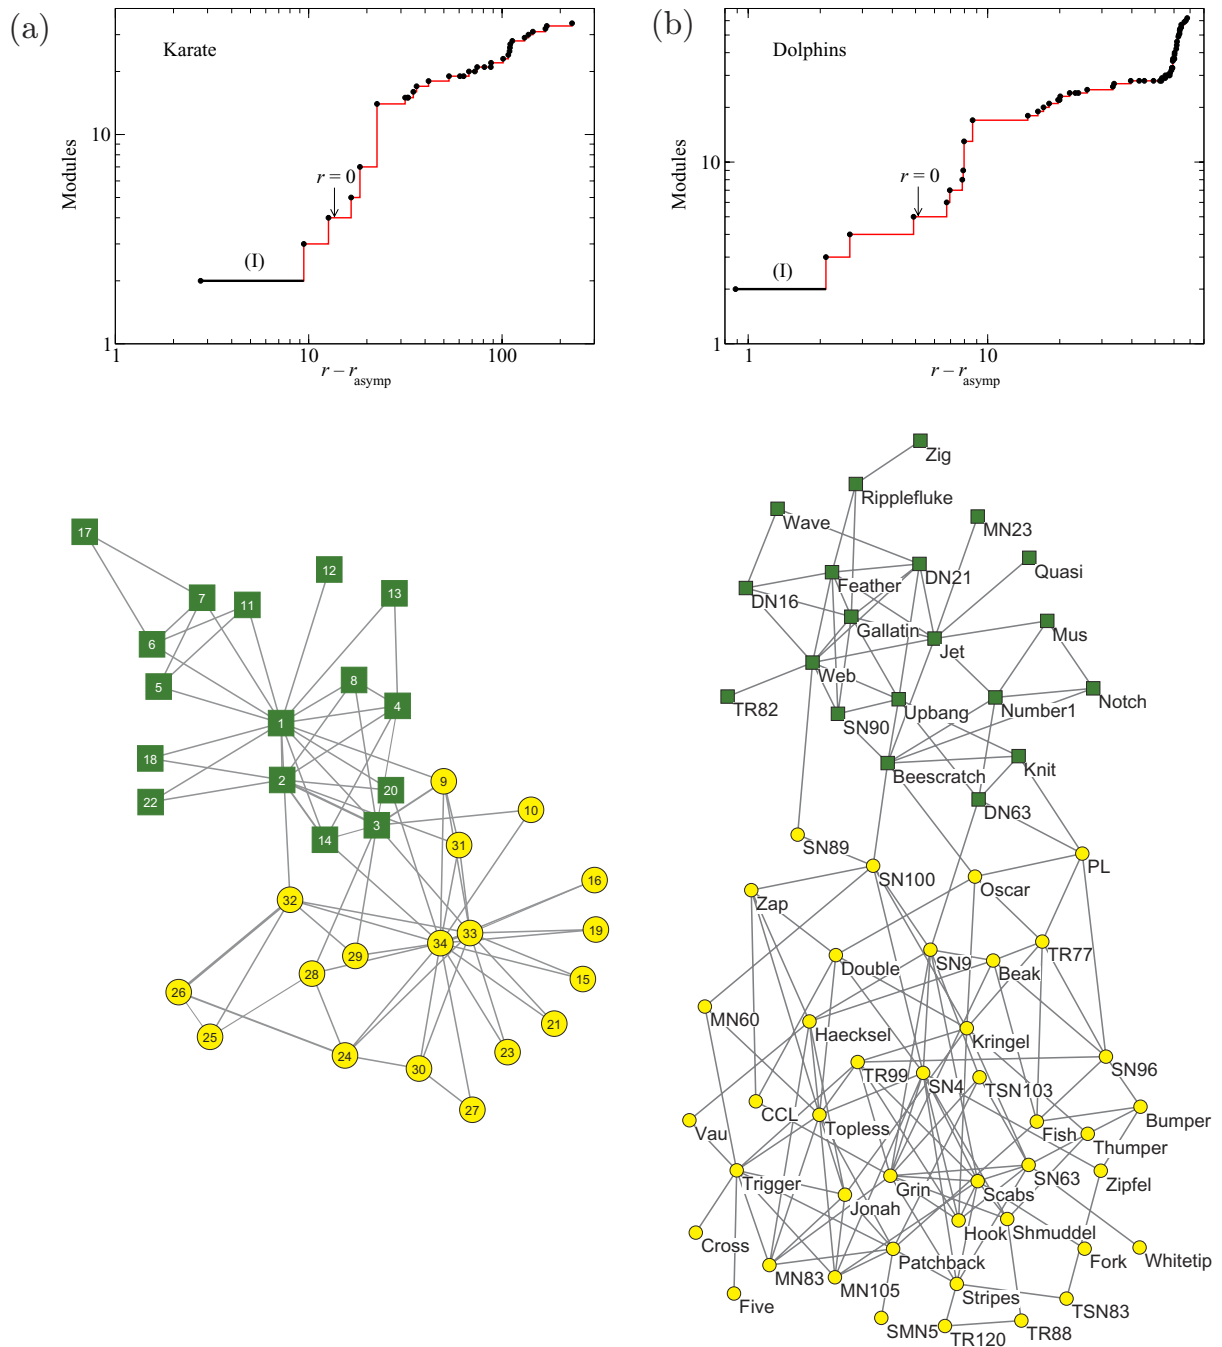 (a)
Karate
Modules
10
1
r = 0
(I)
1
10
100
r – r_asymp
(b)
Dolphins
Modules
10
1
r = 0
(I)
1
10
r – r_asymp
17
12
7
11
13
6
5
8
4
1
18
2
22
20
9
3
10
14
31
16
32
33
19
34
29
28
15
26
21
25
23
24
30
27
Zig
Ripplefluke
Wave
MN23
DN21
Quasi
Feather
DN16
Gallatin
Mus
Jet
Web
Notch
TR82
Upbang
Number1
SN90
Beescratch
Knit
DN63
SN89
PL
SN100
Oscar
Zap
TR77
SN9
Double
Beak
MN60
Haecksel
Kringel
SN96
TR99
SN4
TSN103
CCL
Bumper
Topless
Fish
Vau
Thumper
SN63
Trigger
Grin
Scabs
Zipfel
Jonah
Hook
Shmuddel
Cross
Patchback
Fork
Whitetip
MN83
MN105
Stripes
Five
TSN83
SMN5
TR120
TR88